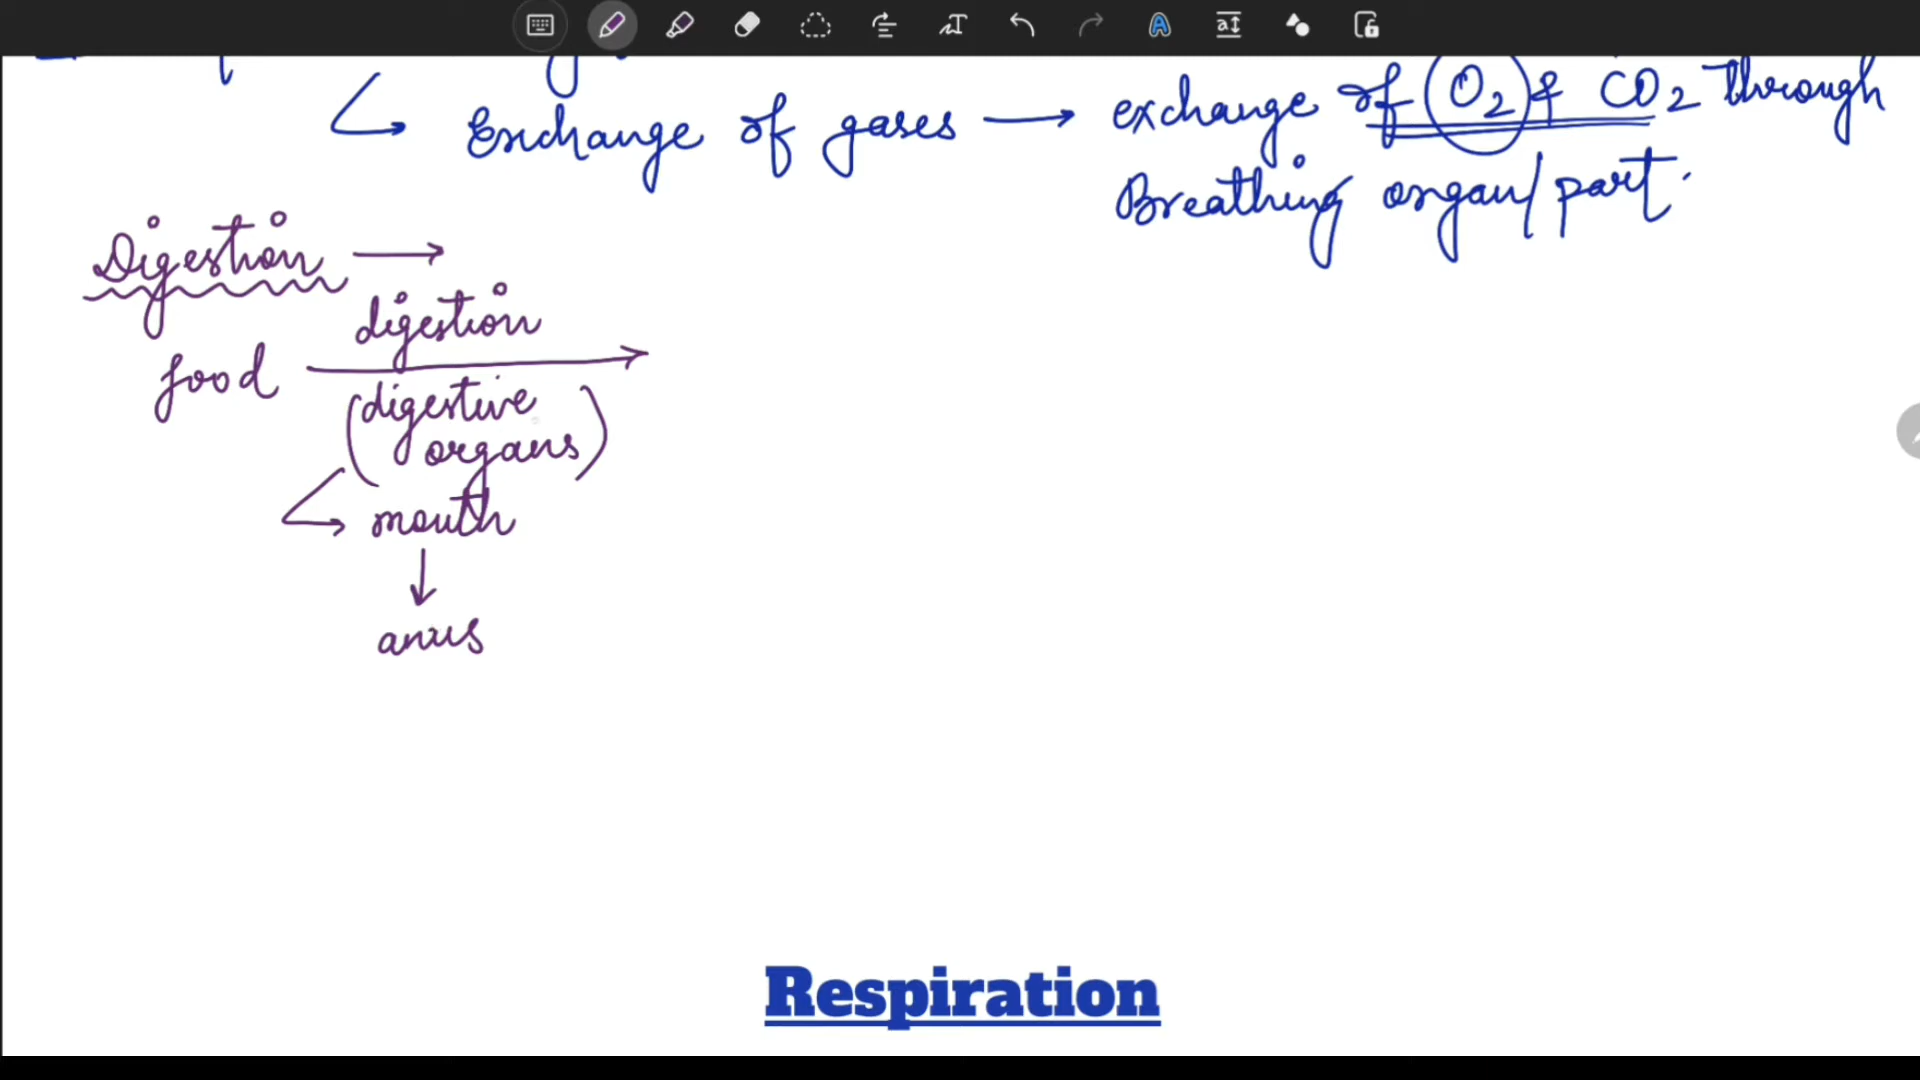 Exchange of gases → exchange of O₂ & CO₂ through
Breathing organ/part.
Digestion →
digestion
food →
(digestive
organs)
mouth
↓
anus
Respiration